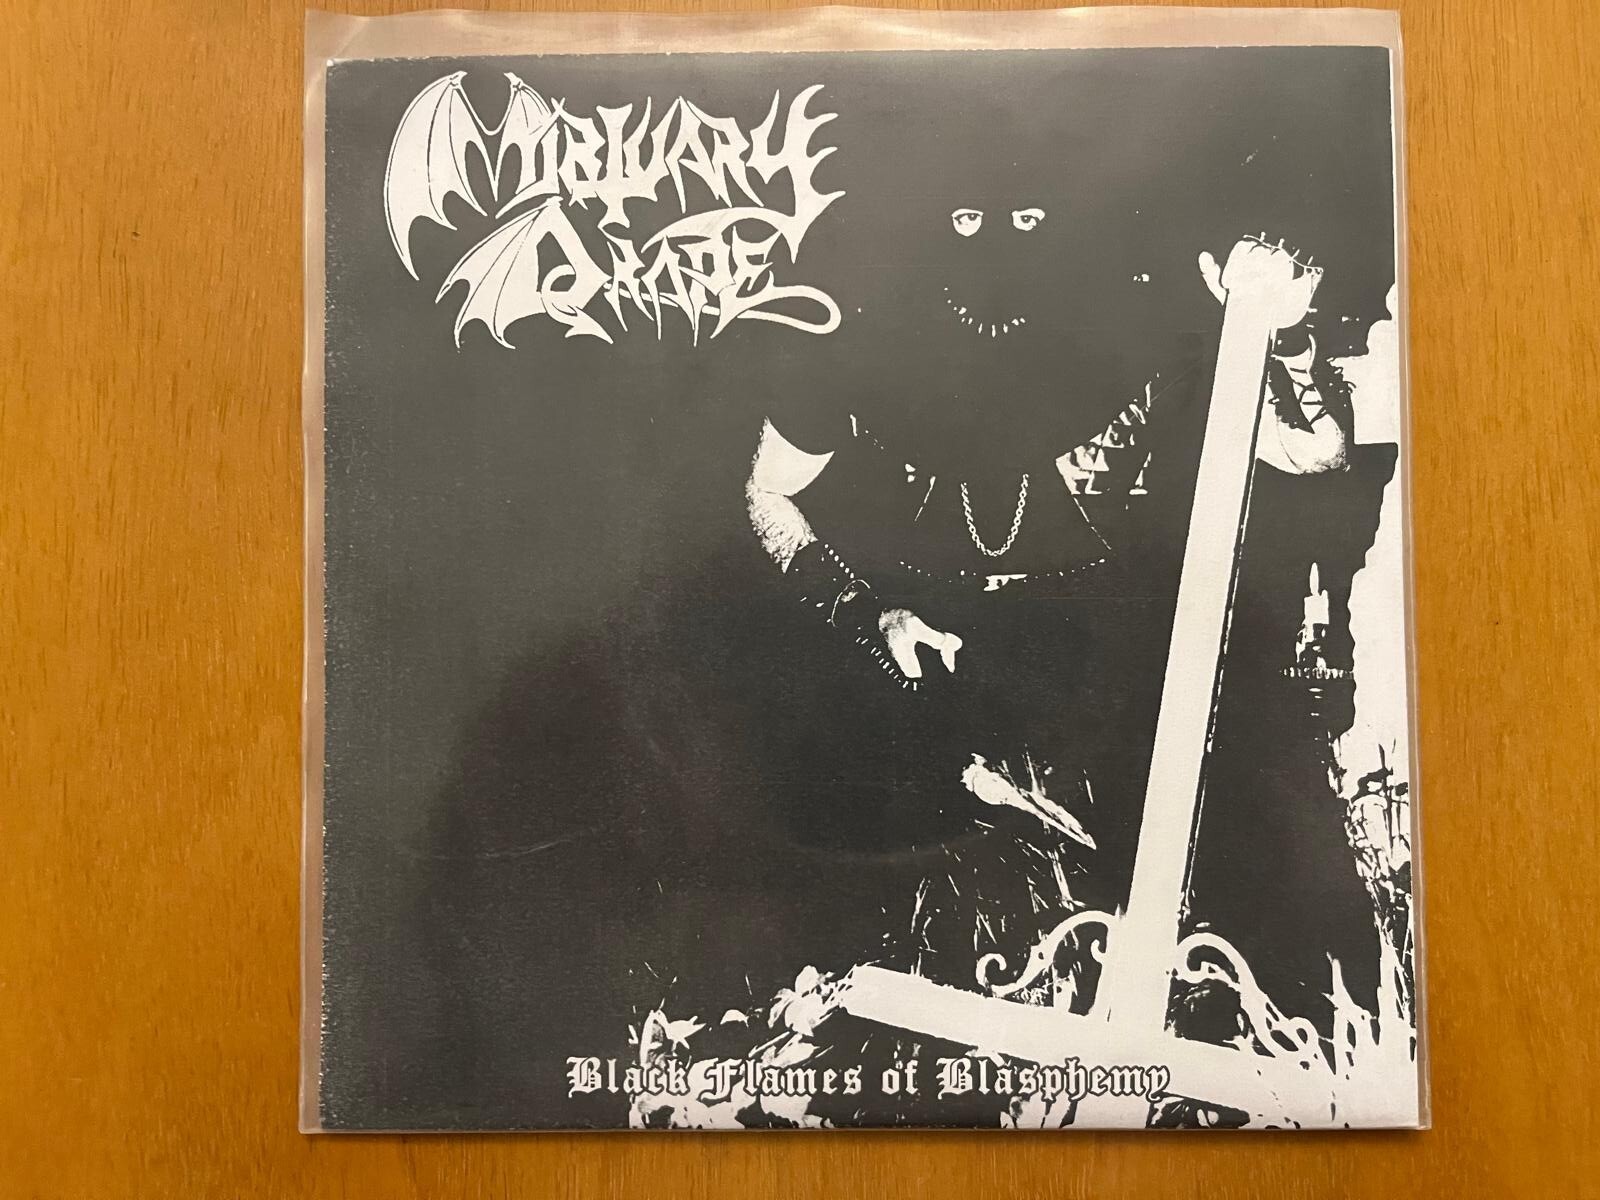 Mortuary
Drape
Black Flames of Blasphemy